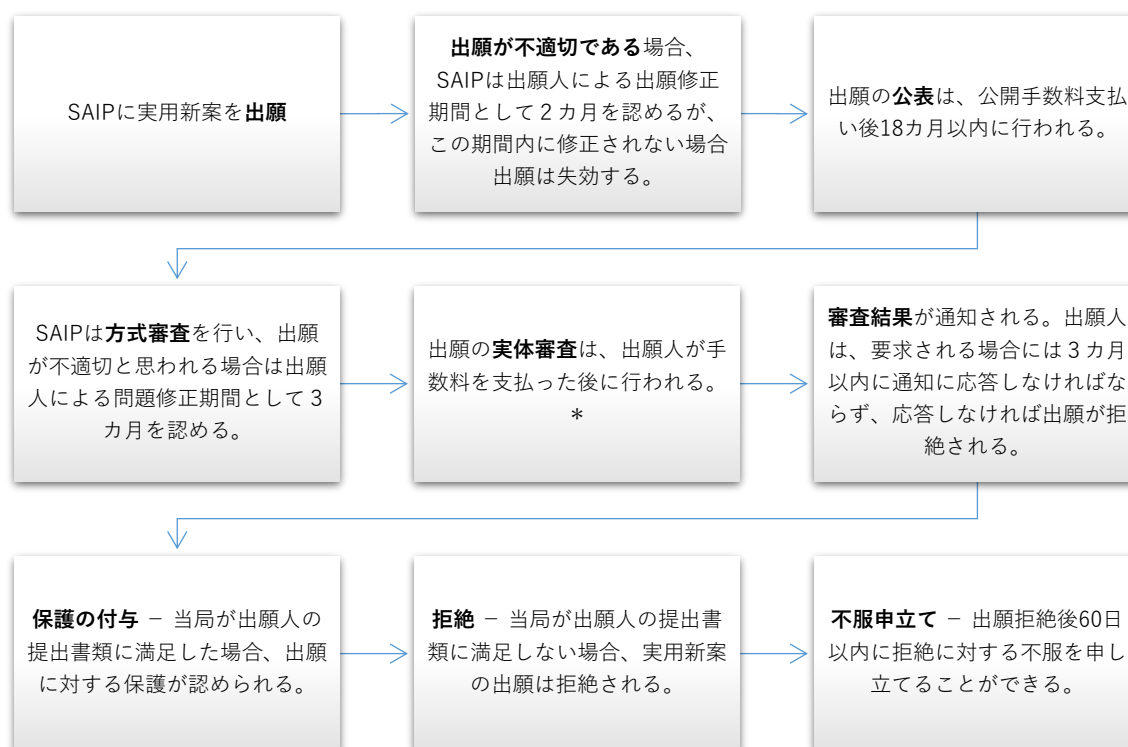 SAIPに実用新案を出願
出願が不適切である場合、
SAIPは出願人による出願修正
期間として2カ月を認めるが、
この期間内に修正されない場合
出願は失効する。
出願の公表は、公開手数料支払
い後18カ月以内に行われる。
SAIPは方式審査を行い、出願
が不適切と思われる場合は出願
人による問題修正期間として3
カ月を認める。
出願の実体審査は、出願人が手
数料を支払った後に行われる。
*
審査結果が通知される。出願人
は、要求される場合には3カ月
以内に通知に応答しなければな
らず、応答しなければ出願が拒
絶される。
保護の付与 － 当局が出願人の
提出書類に満足した場合、出願
に対する保護が認められる。
拒絶 － 当局が出願人の提出書
類に満足しない場合、実用新案
の出願は拒絶される。
不服申立て － 出願拒絶後60日
以内に拒絶に対する不服を申し
立てることができる。